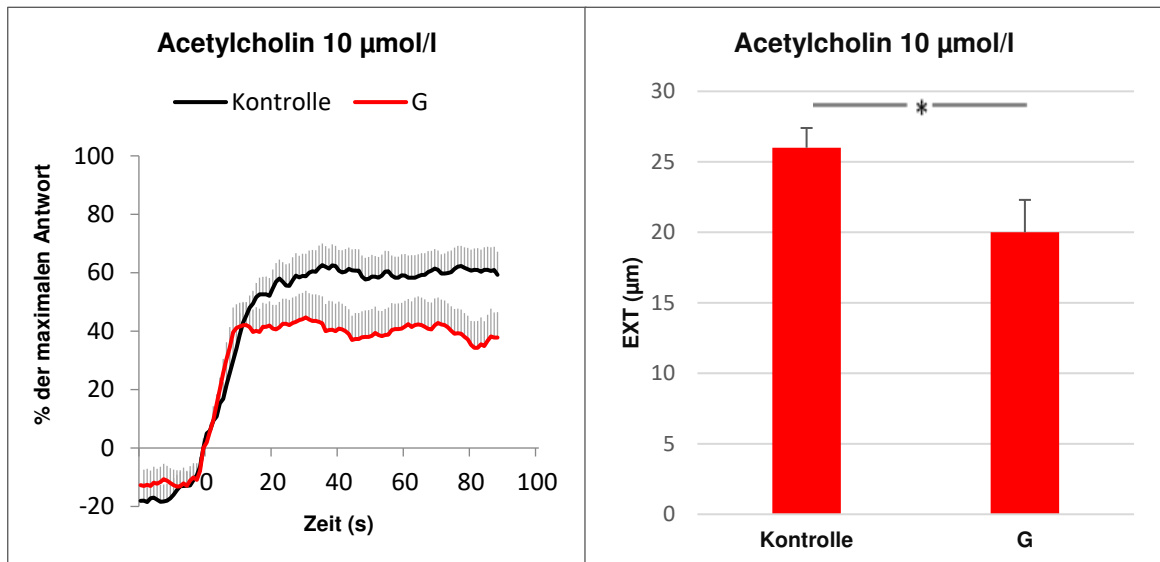 Acetylcholin 10 µmol/l
Kontrolle G
100
80
60
40
20
0
-20
0 20 40 60 80 100
% der maximalen Antwort
Zeit (s)
Acetylcholin 10 µmol/l
30
25
20
15
10
5
0
*
EXT (µm)
Kontrolle G